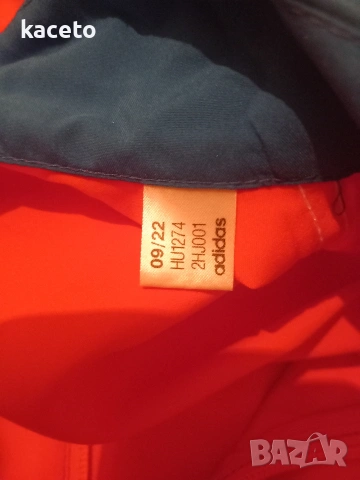 kaceto
09/22
HU1274
2HJ001
adidas
BAZAR